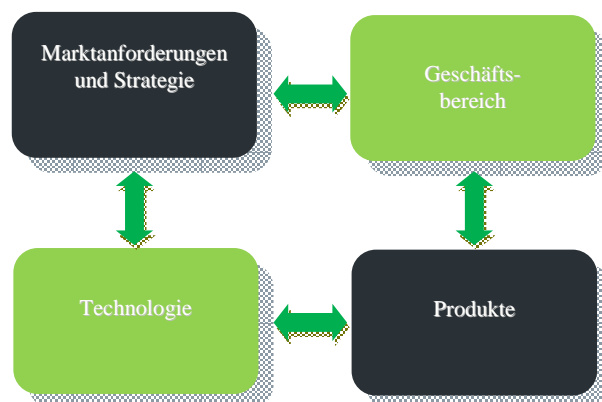 Marktanforderungen
und Strategie
Geschäfts-
bereich
Technologie
Produkte